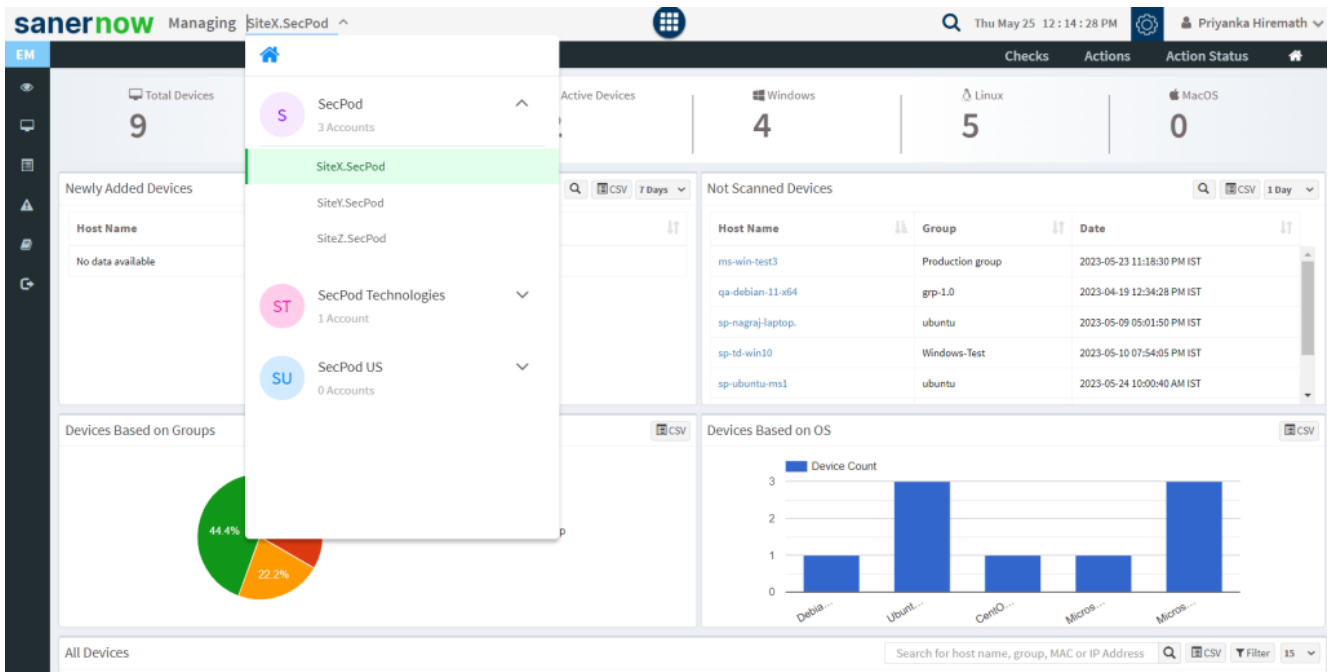 sanernow Managing SiteX.SecPod Thu May 25 12:14:28 PM Priyanka Hiremath
EM Checks Actions Action Status
Total Devices Active Devices Windows Linux MacOS
9 4 5 0
S SecPod
3 Accounts
SiteX.SecPod
SiteY.SecPod
SiteZ.SecPod
ST SecPod Technologies
1 Account
SU SecPod US
0 Accounts
Newly Added Devices CSV 7 Days
Host Name
No data available
Not Scanned Devices CSV 1 Day
Host Name Group Date
ms-win-test3 Production group 2023-05-23 11:18:30 PM IST
qa-debian-11-x64 grp-1.0 2023-04-19 12:34:28 PM IST
sp-nagraj-laptop. ubuntu 2023-05-09 05:01:50 PM IST
sp-td-win10 Windows-Test 2023-05-10 07:54:05 PM IST
sp-ubuntu-ms1 ubuntu 2023-05-24 10:00:40 AM IST
Devices Based on Groups CSV
44.4%
22.2%
p
Devices Based on OS CSV
Device Count
3
2
1
0
Debia... Ubunt... CentO... Micros... Micros...
All Devices Search for host name, group, MAC or IP Address CSV Filter 15